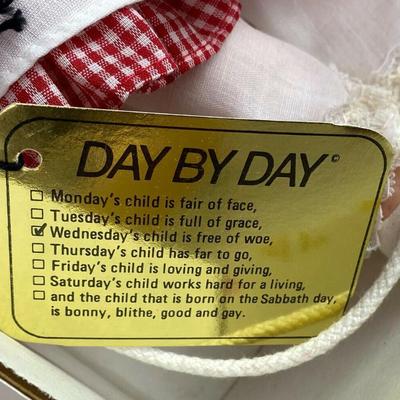 DAY BY DAY©
☐ Monday's child is fair of face,
☐ Tuesday's child is full of grace,
☑ Wednesday's child is free of woe,
☐ Thursday's child has far to go,
☐ Friday's child is loving and giving,
☐ Saturday's child works hard for a living,
☐ and the child that is born on the Sabbath day,
is bonny, blithe, good and gay.